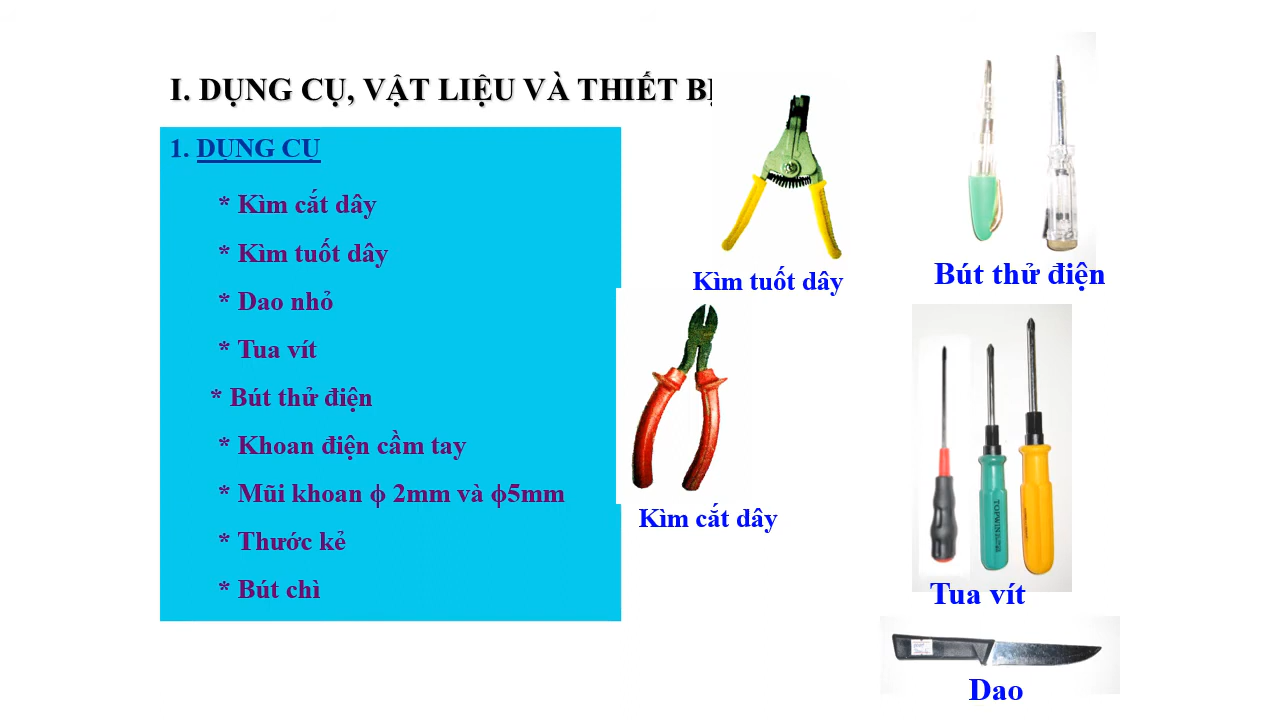 I. DỤNG CỤ, VẬT LIỆU VÀ THIẾT BỊ
1. DỤNG CỤ
* Kìm cắt dây
* Kìm tuốt dây
* Dao nhỏ
* Tua vít
* Bút thử điện
* Khoan điện cầm tay
* Mũi khoan ϕ 2mm và ϕ5mm
* Thước kẻ
* Bút chì
Kìm tuốt dây
Bút thử điện
Kìm cắt dây
Tua vít
Dao